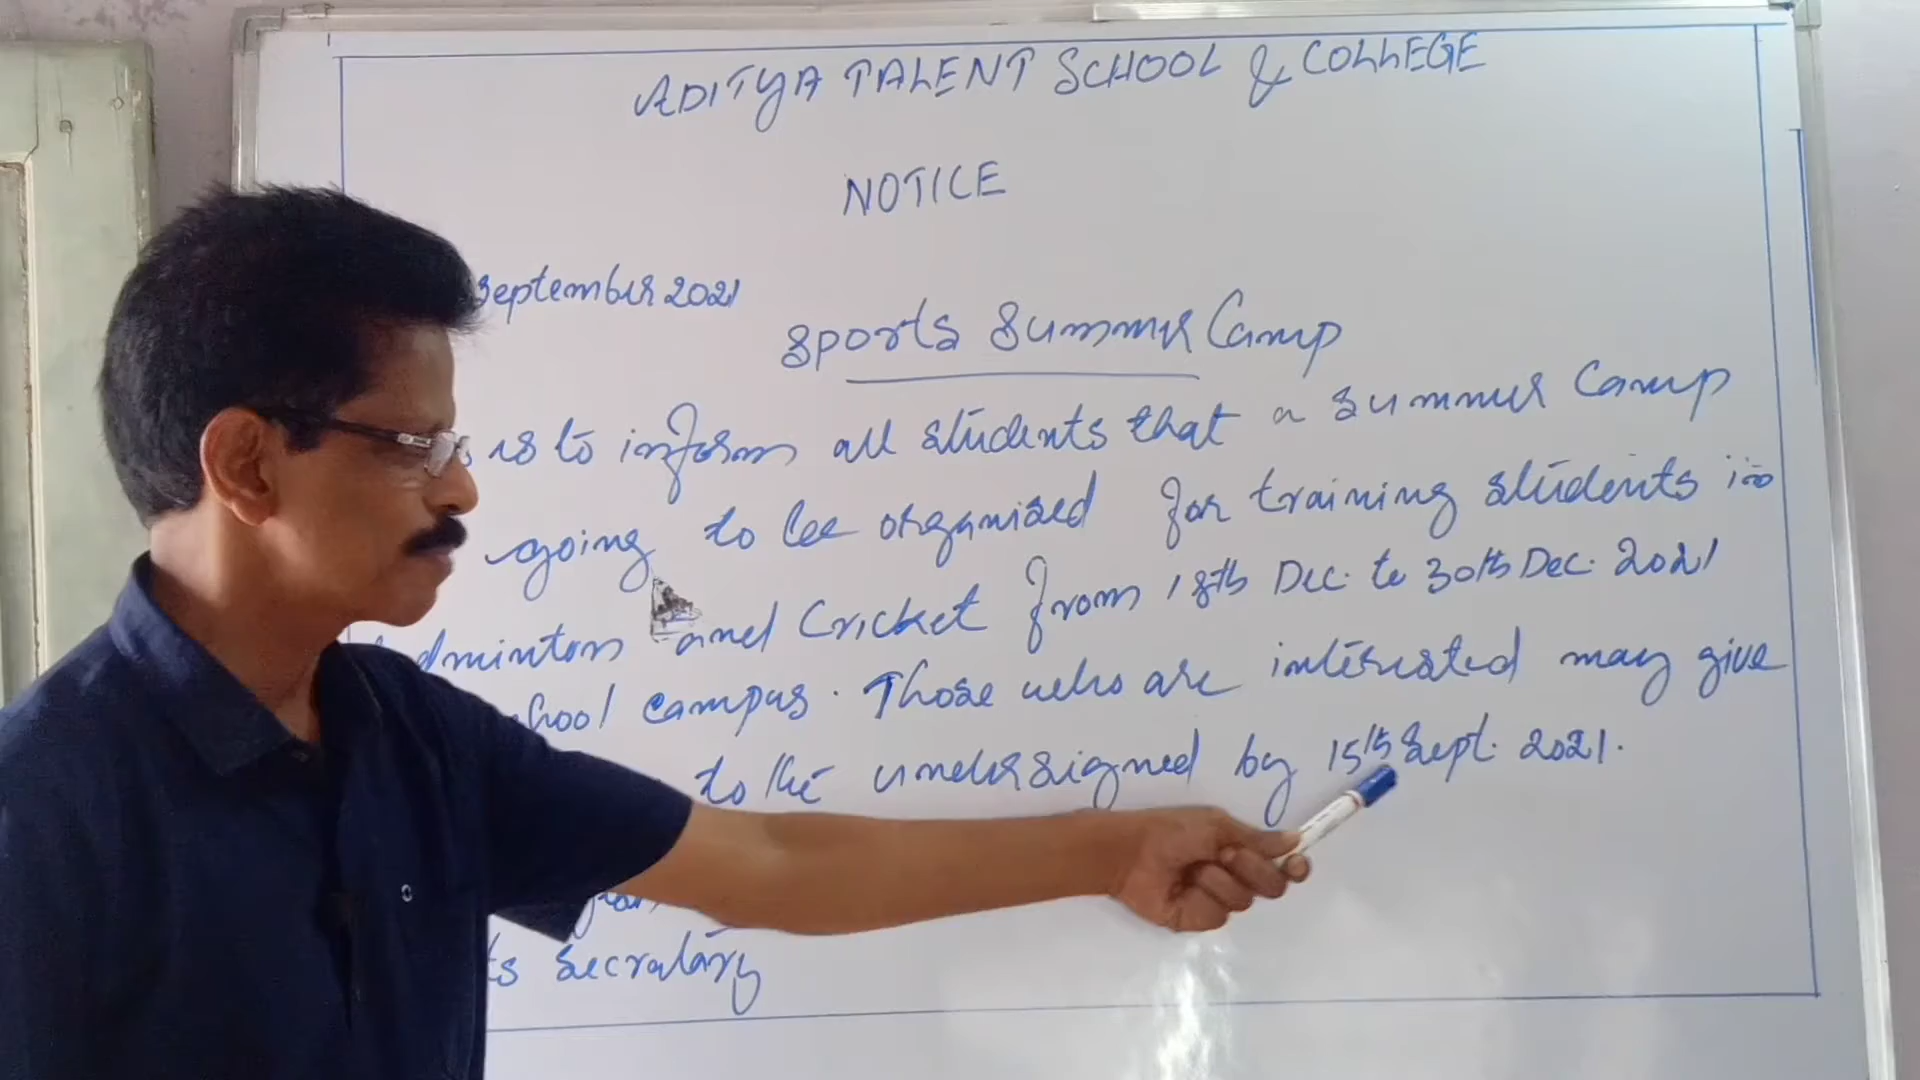 ADITYA TALENT SCHOOL & COLLEGE
NOTICE
September 2021
Sports Summer Camp
is to inform all students that a summer Camp
going to be organised for training students in
and Cricket from 18th Dec. to 30th Dec. 2021
campus. Those who are interested may give
to the undersigned by 15th Sept. 2021.
Secratary